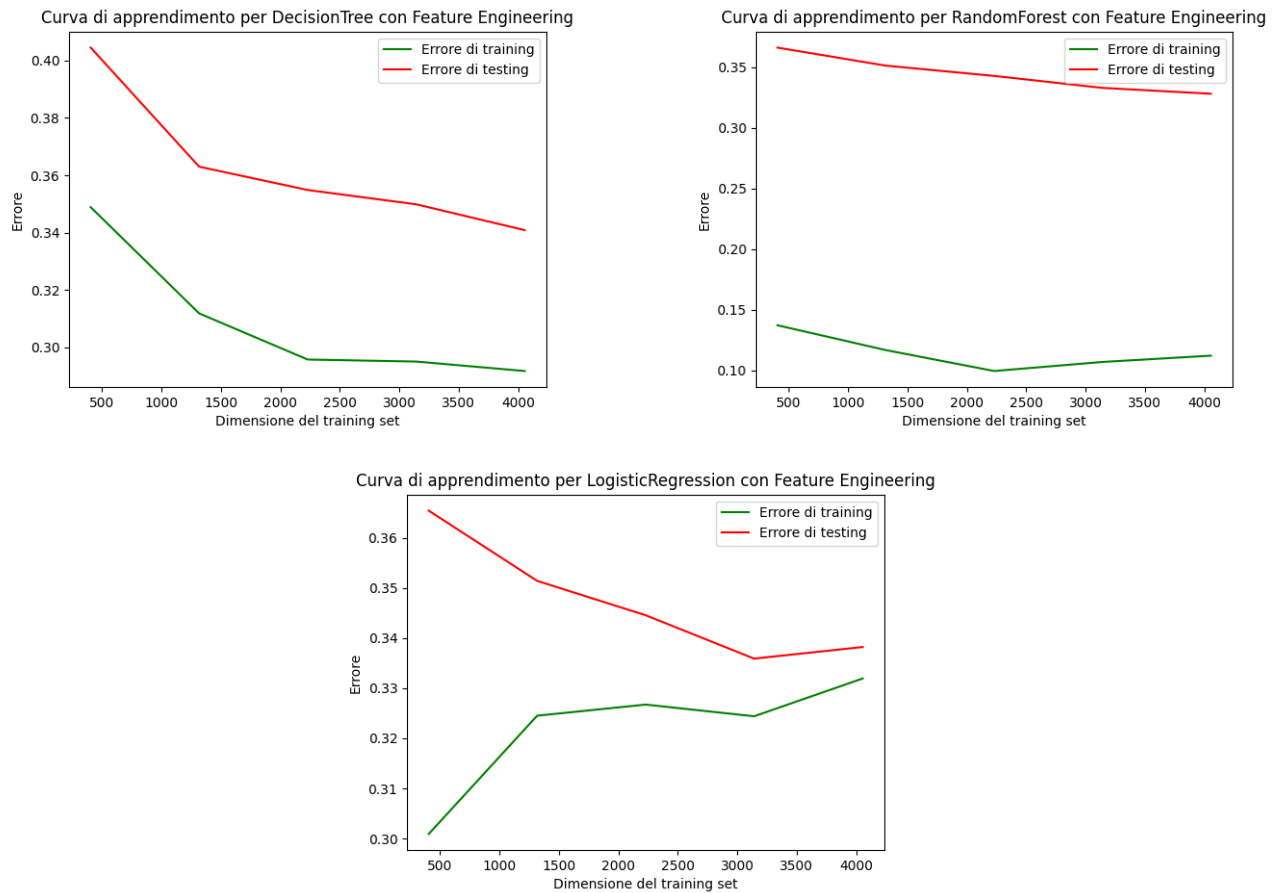 Curva di apprendimento per DecisionTree con Feature Engineering
Errore di training
Errore di testing
0.40
0.38
0.36
0.34
0.32
0.30
Errore
500 1000 1500 2000 2500 3000 3500 4000
Dimensione del training set
Curva di apprendimento per RandomForest con Feature Engineering
Errore di training
Errore di testing
0.35
0.30
0.25
0.20
0.15
0.10
Errore
500 1000 1500 2000 2500 3000 3500 4000
Dimensione del training set
Curva di apprendimento per LogisticRegression con Feature Engineering
Errore di training
Errore di testing
0.36
0.35
0.34
0.33
0.32
0.31
0.30
Errore
500 1000 1500 2000 2500 3000 3500 4000
Dimensione del training set